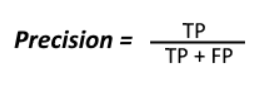 Precision = TP
TP + FP